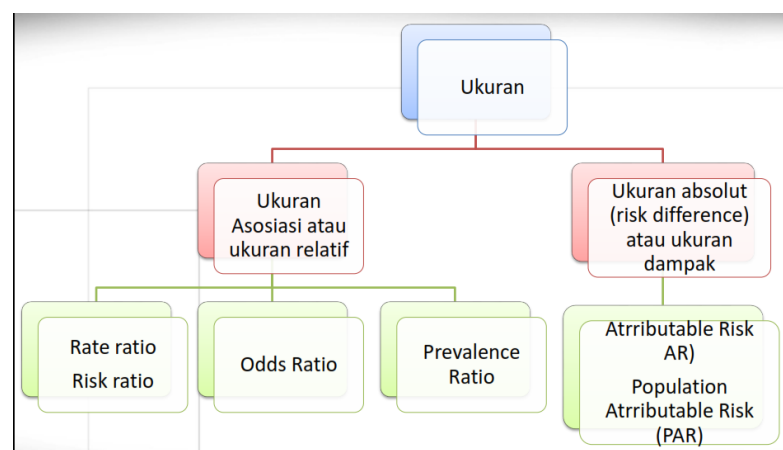 Ukuran
Ukuran
Asosiasi atau
ukuran relatif
Ukuran absolut
(risk difference)
atau ukuran
dampak
Rate ratio
Risk ratio
Odds Ratio
Prevalence
Ratio
Atrributable Risk
AR)
Population
Atrributable Risk
(PAR)